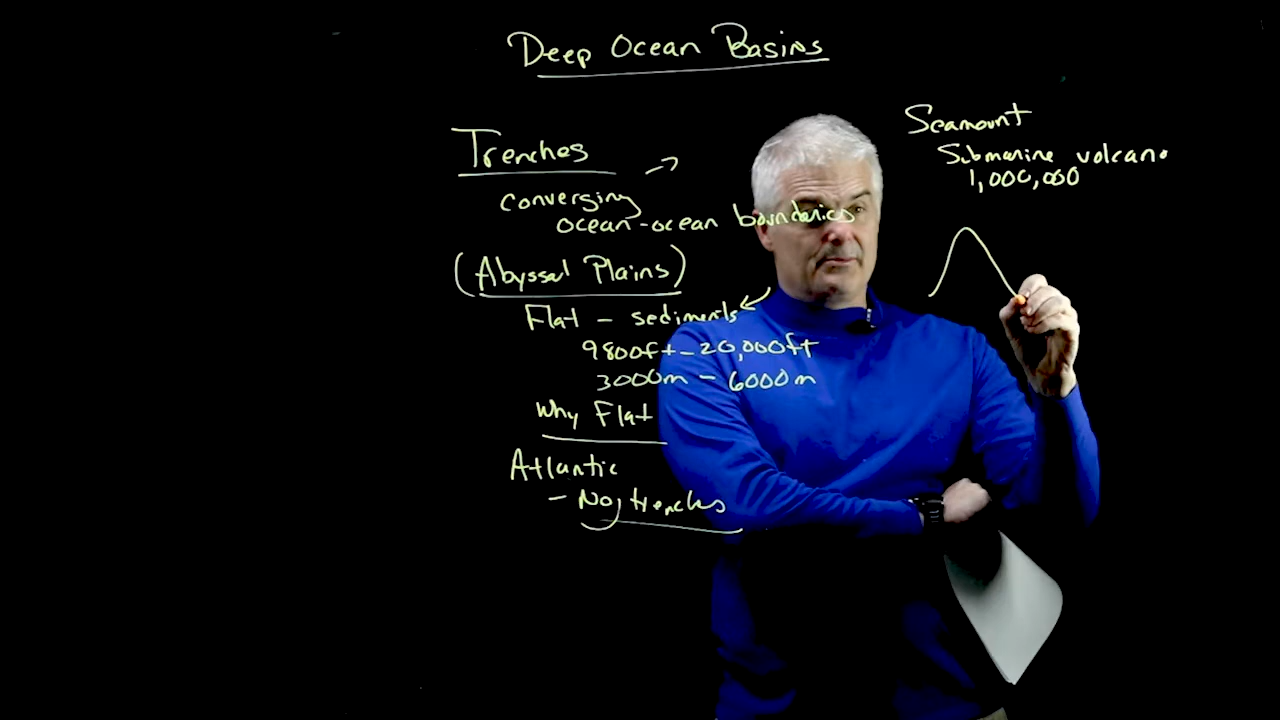 Deep Ocean Basins
Trenches
converging
ocean-ocean boundaries
(Abyssal Plains)
Flat - sediments
9800ft - 20,000ft
3000m - 6000m
Why Flat
Atlantic
- No trenches
Seamount
Submarine volcano
1,000,000